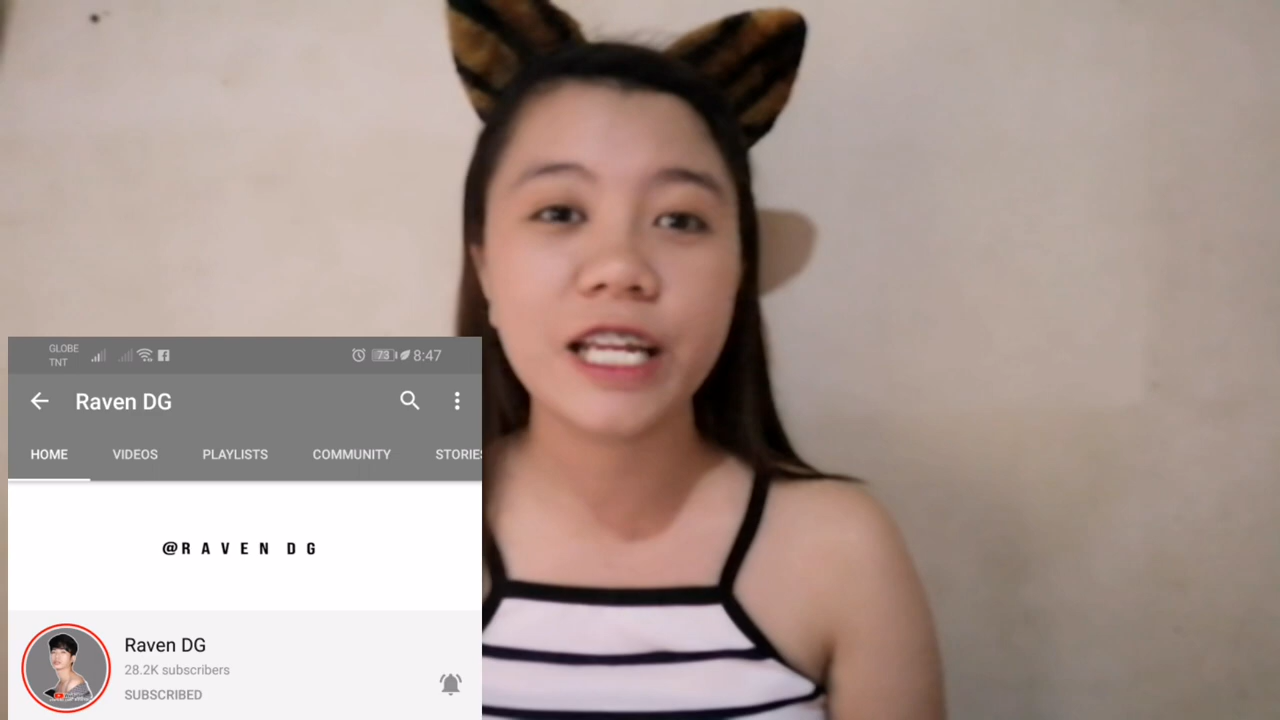 GLOBE
TNT
73 8:47
Raven DG
HOME VIDEOS PLAYLISTS COMMUNITY STORIES
@RAVEN DG
Raven DG
28.2K subscribers
SUBSCRIBED